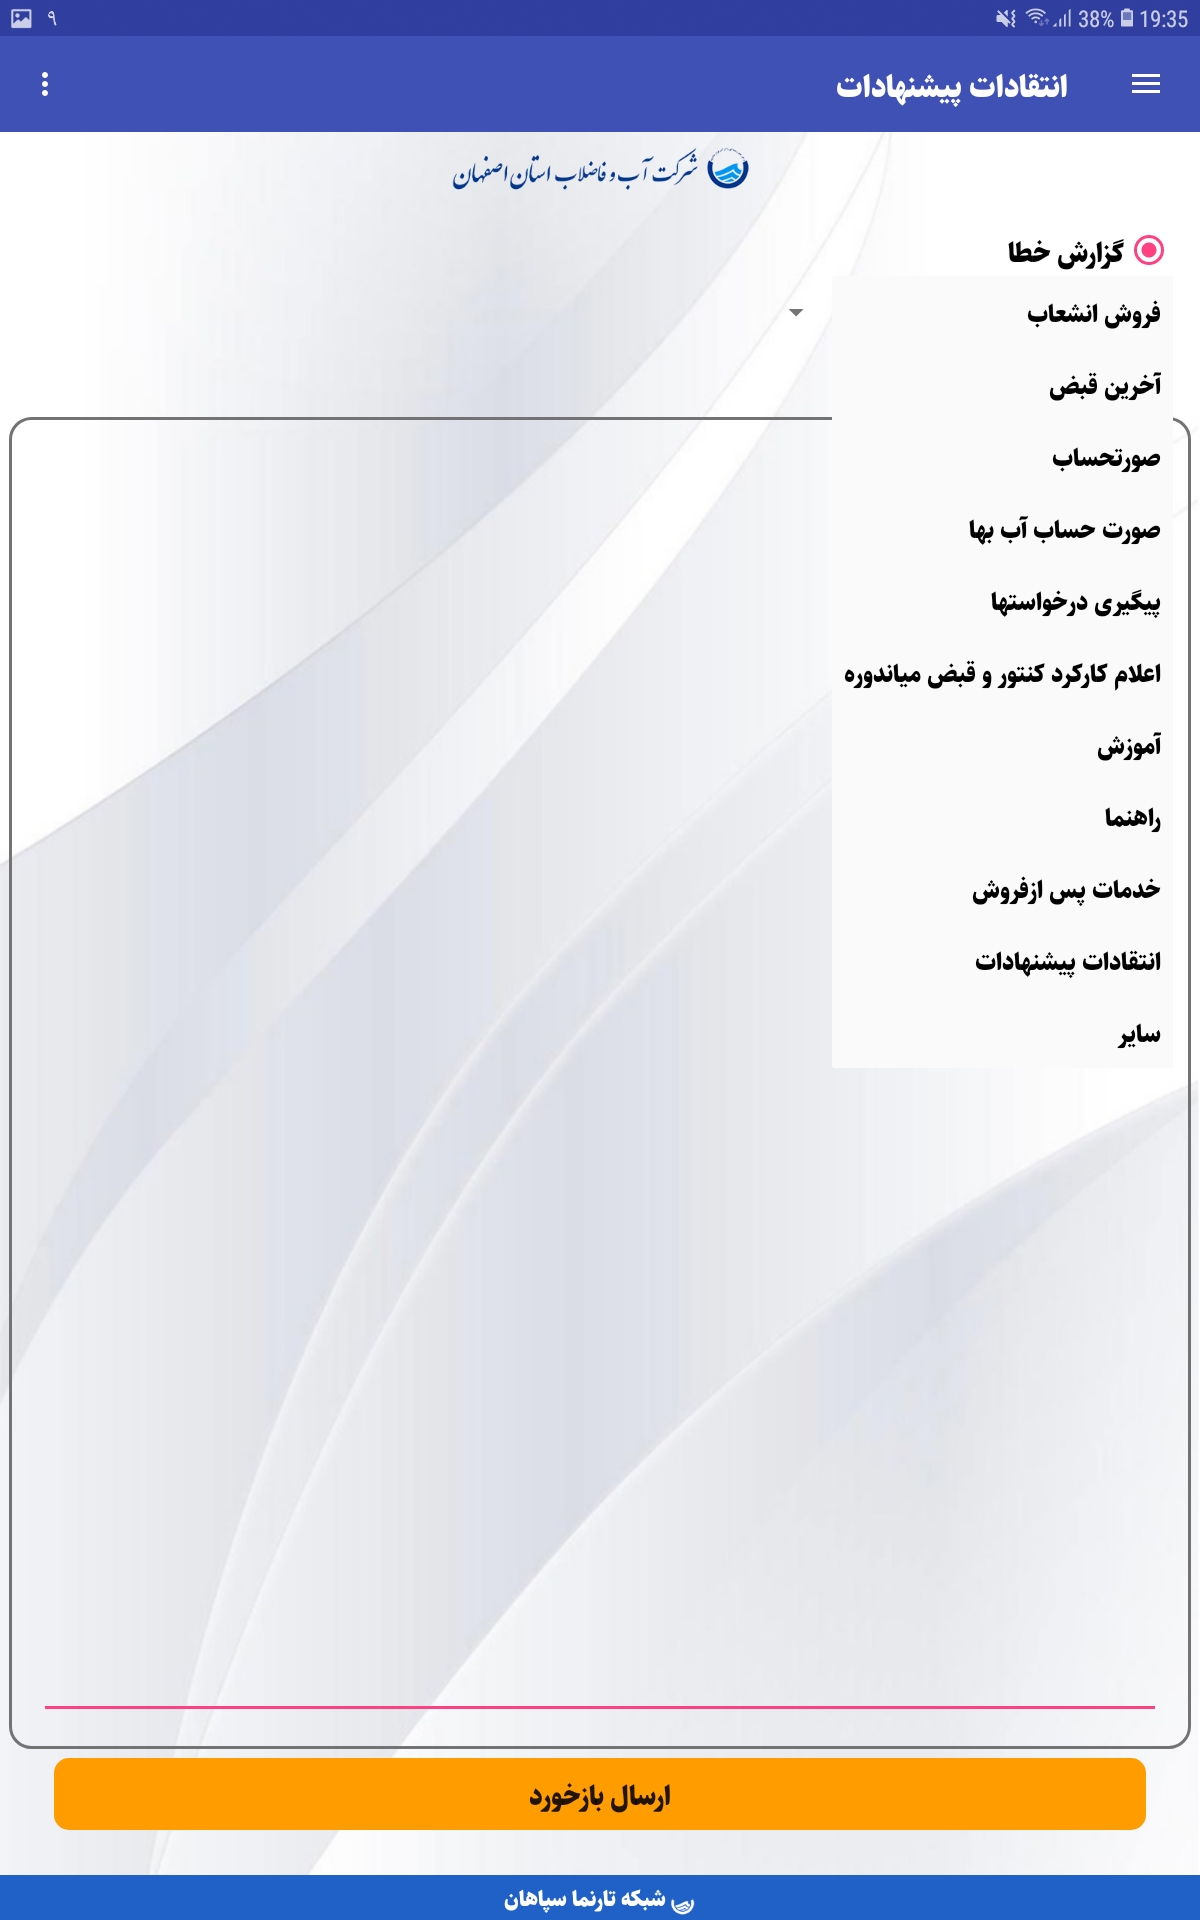 ۹
38% 19:35
انتقادات پیشنهادات
شرکت آب و فاضلاب استان اصفهان
گزارش خطا
فروش انشعاب
آخرین قبض
صورتحساب
صورت حساب آب بها
پیگیری درخواستها
اعلام کارکرد کنتور و قبض میاندوره
آموزش
راهنما
خدمات پس ازفروش
انتقادات پیشنهادات
سایر
ارسال بازخورد
شبکه تارنما سپاهان